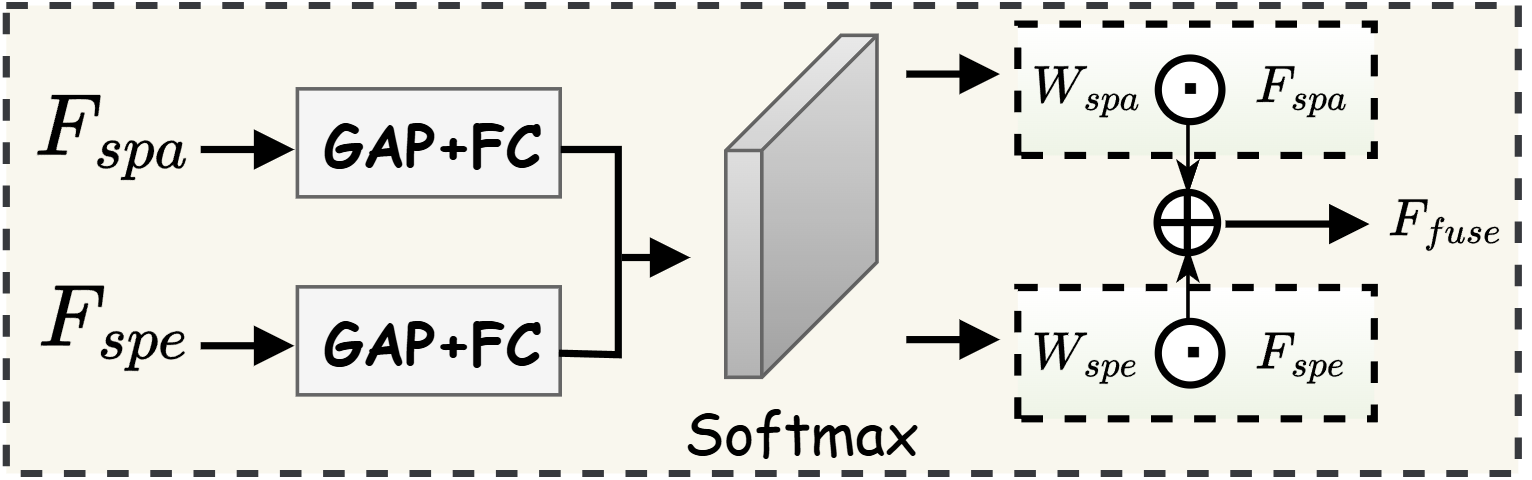 F_spa GAP+FC
F_spe GAP+FC
Softmax
W_spa ⊙ F_spa
⊕ F_fuse
W_spe ⊙ F_spe